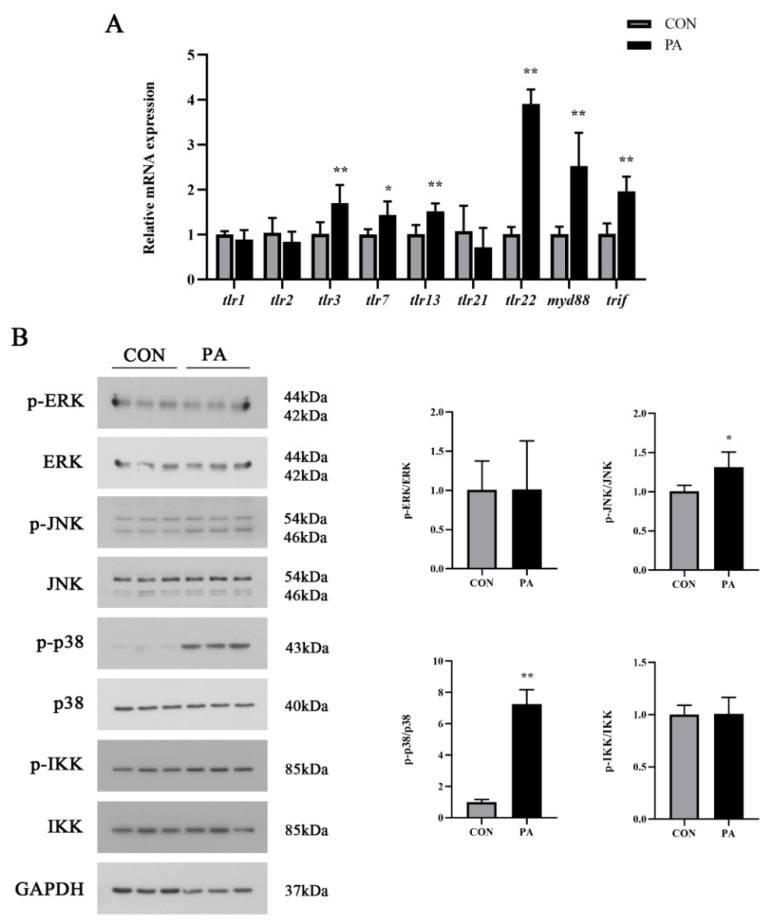 A
CON
PA
Relative mRNA expression
5
4
3
2
1
0
** * ** ** ** **
tlr1 tlr2 tlr3 tlr7 tlr13 tlr21 tlr22 myd88 trif
B
CON PA
p-ERK 44kDa
42kDa
ERK 44kDa
42kDa
p-JNK 54kDa
46kDa
JNK 54kDa
46kDa
p-p38 43kDa
p38 40kDa
p-IKK 85kDa
IKK 85kDa
GAPDH 37kDa
p-ERK/ERK
2.0
1.5
1.0
0.5
0.0
CON PA
p-JNK/JNK
2.0
1.5
1.0
0.5
0.0
*
CON PA
p-p38/p38
10
8
6
4
2
0
**
CON PA
p-IKK/IKK
1.5
1.0
0.5
0.0
CON PA